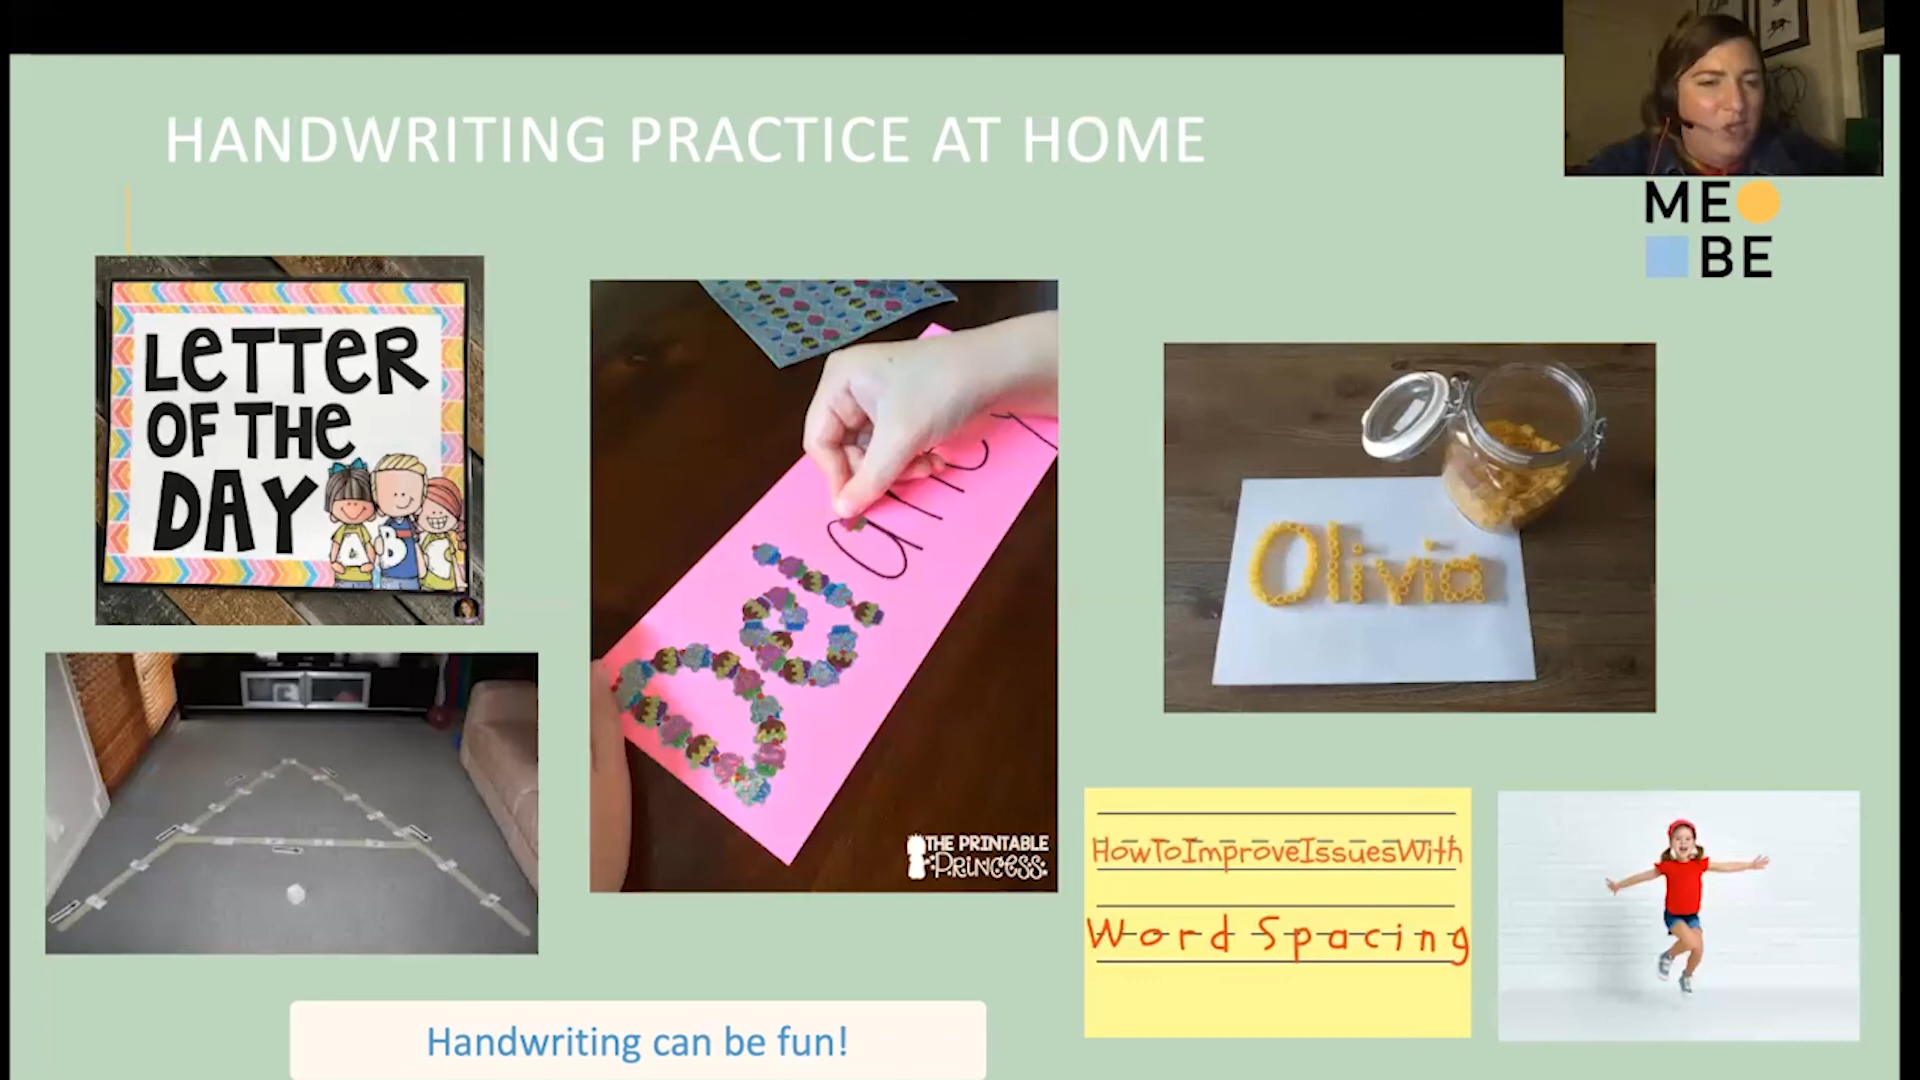 HANDWRITING PRACTICE AT HOME
ME
BE
LeTTeR
OF THe
DAY
A B C
Delaney
THE PRINTABLE
PRINCESS.
Olivia
HowToImproveIssuesWith
Word Spacing
Handwriting can be fun!